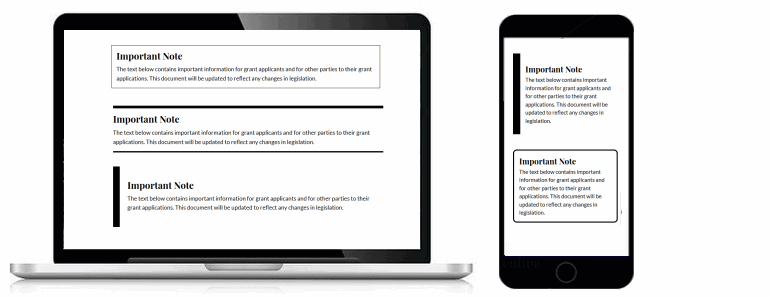 Important Note
The text below contains important information for grant applicants and for other parties to their grant
applications. This document will be updated to reflect any changes in legislation.
Important Note
The text below contains important information for grant applicants and for other parties to their grant
applications. This document will be updated to reflect any changes in legislation.
Important Note
The text below contains important information for grant applicants and for other parties to their
grant applications. This document will be updated to reflect any changes in legislation.
Important Note
The text below contains important
information for grant applicants and
for other parties to their grant
applications. This document will be
updated to reflect any changes in
legislation.
Important Note
The text below contains important
information for grant applicants and
for other parties to their grant
applications. This document will be
updated to reflect any changes in
legislation.